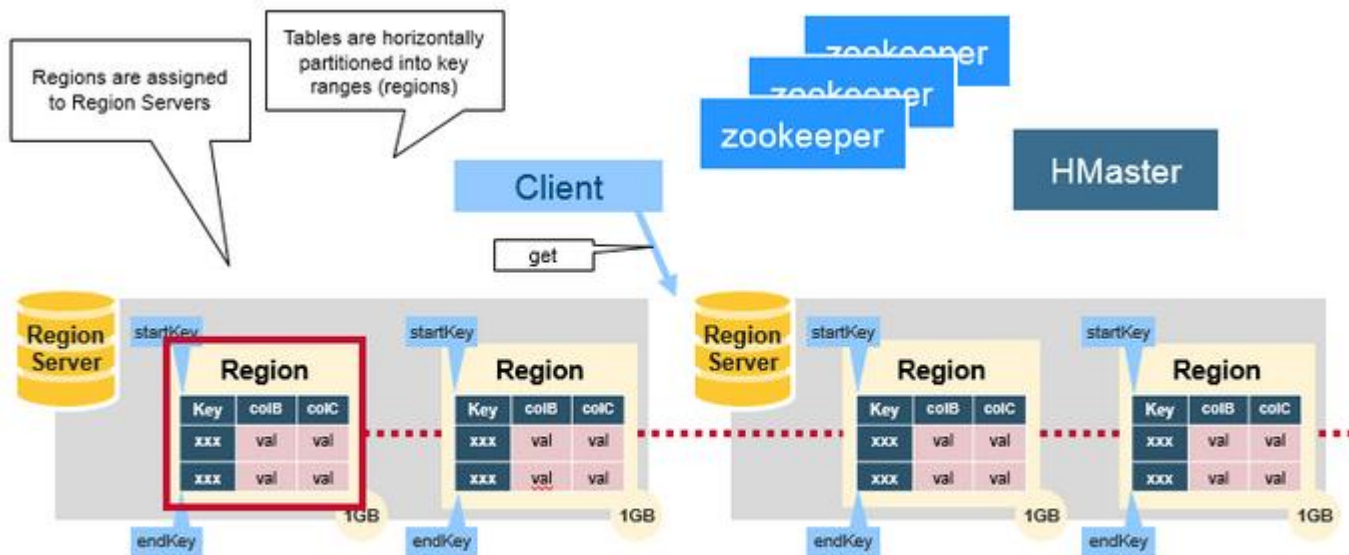 Regions are assigned
to Region Servers
Tables are horizontally
partitioned into key
ranges (regions)
zookeeper
zookeeper
zookeeper
HMaster
Client
get
Region
Server
startKey
Region
Key colB colC
xxx val val
xxx val val
1GB
endKey
startKey
Region
Key colB colC
xxx val val
xxx val val
1GB
endKey
Region
Server
startKey
Region
Key colB colC
xxx val val
xxx val val
1GB
endKey
startKey
Region
Key colB colC
xxx val val
xxx val val
1GB
endKey